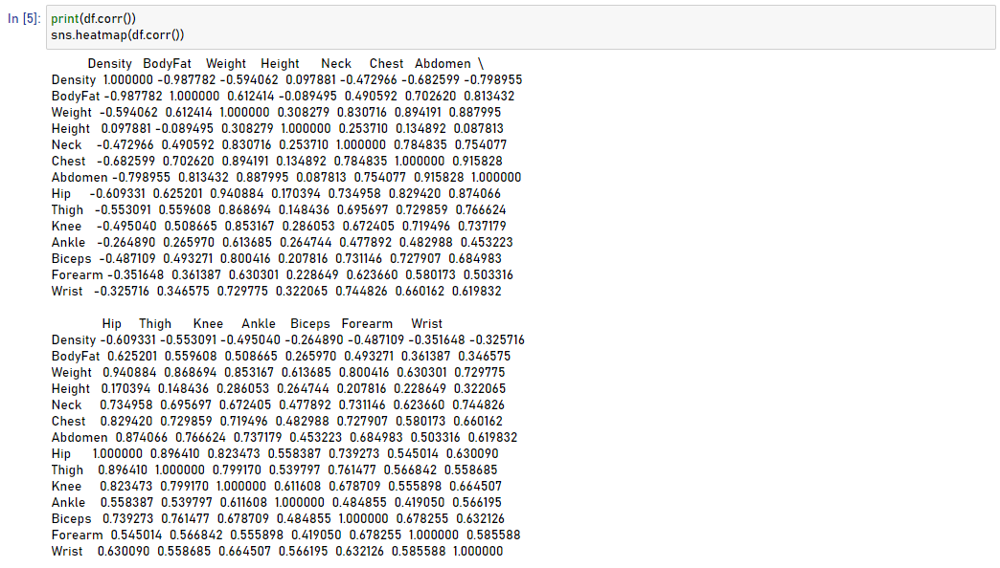 In [5]: print(df.corr())
sns.heatmap(df.corr())
Density BodyFat Weight Height Neck Chest Abdomen \
Density 1.000000 -0.987782 -0.594062 0.097881 -0.472966 -0.682599 -0.798955
BodyFat -0.987782 1.000000 0.612414 -0.089495 0.490592 0.702620 0.813432
Weight -0.594062 0.612414 1.000000 0.308279 0.830716 0.894191 0.887995
Height 0.097881 -0.089495 0.308279 1.000000 0.253710 0.134892 0.087813
Neck -0.472966 0.490592 0.830716 0.253710 1.000000 0.784835 0.754077
Chest -0.682599 0.702620 0.894191 0.134892 0.784835 1.000000 0.915828
Abdomen -0.798955 0.813432 0.887995 0.087813 0.754077 0.915828 1.000000
Hip -0.609331 0.625201 0.940884 0.170394 0.734958 0.829420 0.874066
Thigh -0.553091 0.559608 0.868694 0.148436 0.695697 0.729859 0.766624
Knee -0.495040 0.508665 0.853167 0.286053 0.672405 0.719496 0.737179
Ankle -0.264890 0.265970 0.613685 0.264744 0.477892 0.482988 0.453223
Biceps -0.487109 0.493271 0.800416 0.207816 0.731146 0.727907 0.684983
Forearm -0.351648 0.361387 0.630301 0.228649 0.623660 0.580173 0.503316
Wrist -0.325716 0.346575 0.729775 0.322065 0.744826 0.660162 0.619832
Hip Thigh Knee Ankle Biceps Forearm Wrist
Density -0.609331 -0.553091 -0.495040 -0.264890 -0.487109 -0.351648 -0.325716
BodyFat 0.625201 0.559608 0.508665 0.265970 0.493271 0.361387 0.346575
Weight 0.940884 0.868694 0.853167 0.613685 0.800416 0.630301 0.729775
Height 0.170394 0.148436 0.286053 0.264744 0.207816 0.228649 0.322065
Neck 0.734958 0.695697 0.672405 0.477892 0.731146 0.623660 0.744826
Chest 0.829420 0.729859 0.719496 0.482988 0.727907 0.580173 0.660162
Abdomen 0.874066 0.766624 0.737179 0.453223 0.684983 0.503316 0.619832
Hip 1.000000 0.896410 0.823473 0.558387 0.739273 0.545014 0.630090
Thigh 0.896410 1.000000 0.799170 0.539797 0.761477 0.566842 0.558685
Knee 0.823473 0.799170 1.000000 0.611608 0.678709 0.555898 0.664507
Ankle 0.558387 0.539797 0.611608 1.000000 0.484855 0.419050 0.566195
Biceps 0.739273 0.761477 0.678709 0.484855 1.000000 0.678255 0.632126
Forearm 0.545014 0.566842 0.555898 0.419050 0.678255 1.000000 0.585588
Wrist 0.630090 0.558685 0.664507 0.566195 0.632126 0.585588 1.000000